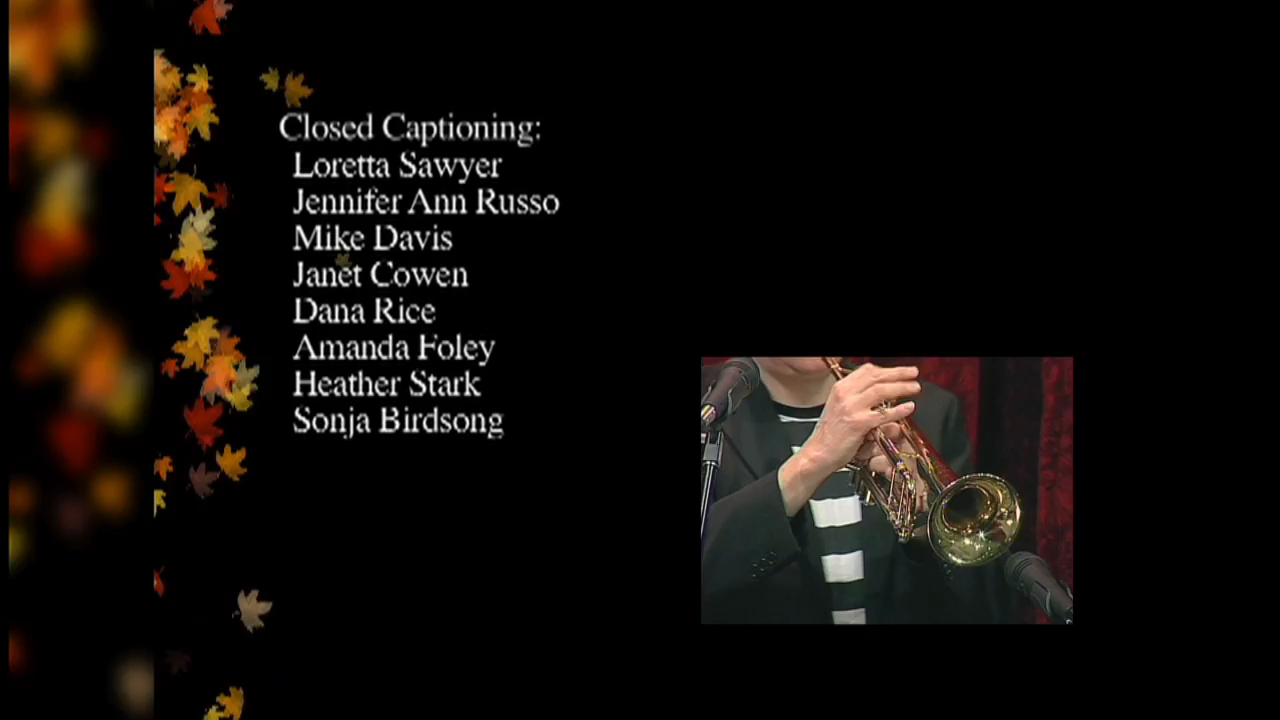 Closed Captioning:
Loretta Sawyer
Jennifer Ann Russo
Mike Davis
Janet Cowen
Dana Rice
Amanda Foley
Heather Stark
Sonja Birdsong